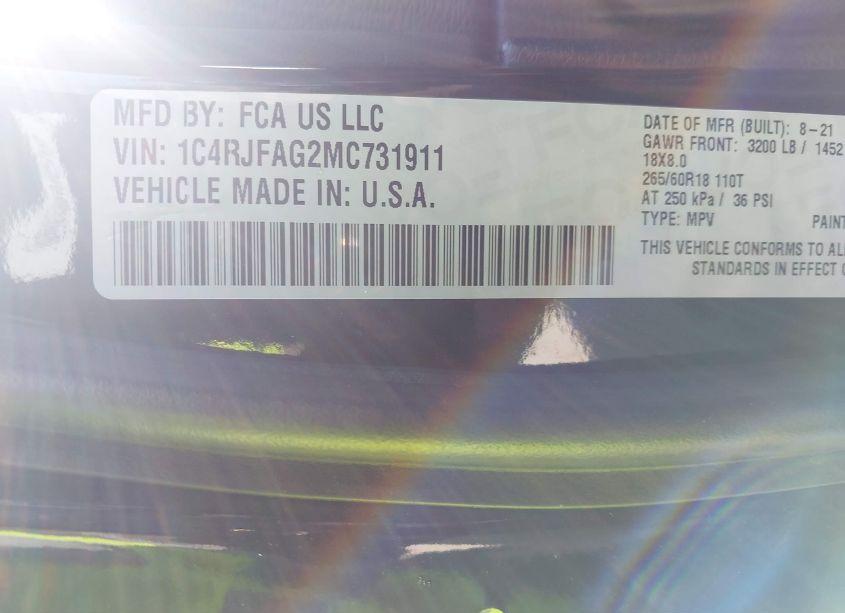 MFD BY: FCA US LLC
VIN: 1C4RJFAG2MC731911
VEHICLE MADE IN: U.S.A.
DATE OF MFR (BUILT): 8-21
GAWR FRONT: 3200 LB / 1452
18X8.0
265/60R18 110T
AT 250 kPa / 36 PSI
TYPE: MPV PAINT
THIS VEHICLE CONFORMS TO
STANDARDS IN EFFECT